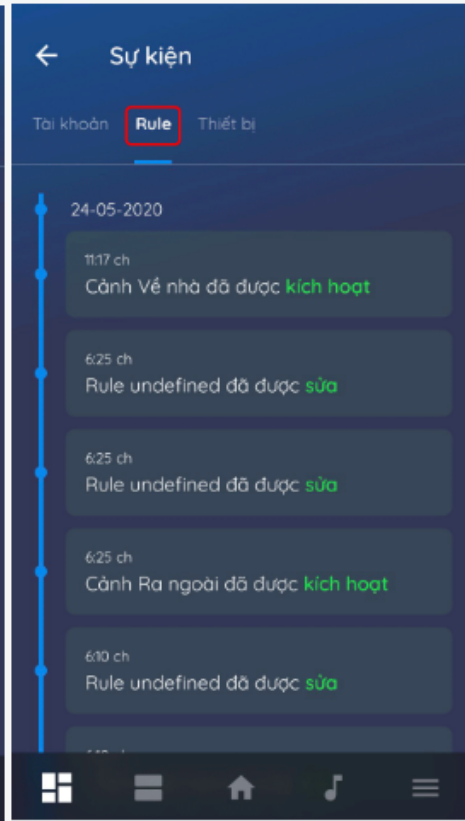 Sự kiện
Tài khoản Rule Thiết bị
24-05-2020
11:17 ch
Cảnh Về nhà đã được kích hoạt
6:25 ch
Rule undefined đã được sửa
6:25 ch
Rule undefined đã được sửa
6:25 ch
Cảnh Ra ngoài đã được kích hoạt
6:10 ch
Rule undefined đã được sửa